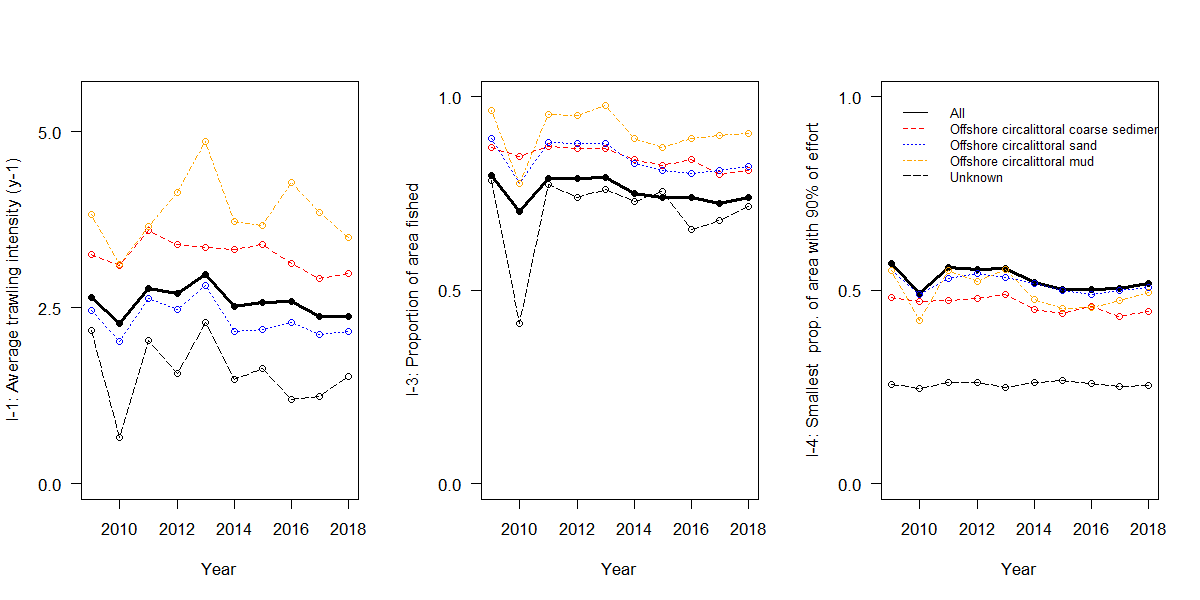 I-1: Average trawling intensity (y-1)
5.0
2.5
0.0
2010 2012 2014 2016 2018
Year
I-3: Proportion of area fished
1.0
0.5
0.0
2010 2012 2014 2016 2018
Year
I-4: Smallest prop. of area with 90% of effort
1.0
0.5
0.0
All
Offshore circalittoral coarse sedimen
Offshore circalittoral sand
Offshore circalittoral mud
Unknown
2010 2012 2014 2016 2018
Year